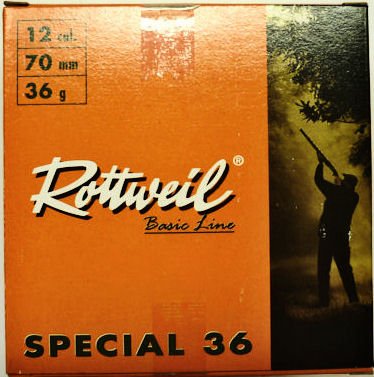 12 cal.
70 mm
36 g
Rottweil®
Basic Line
SPECIAL 36